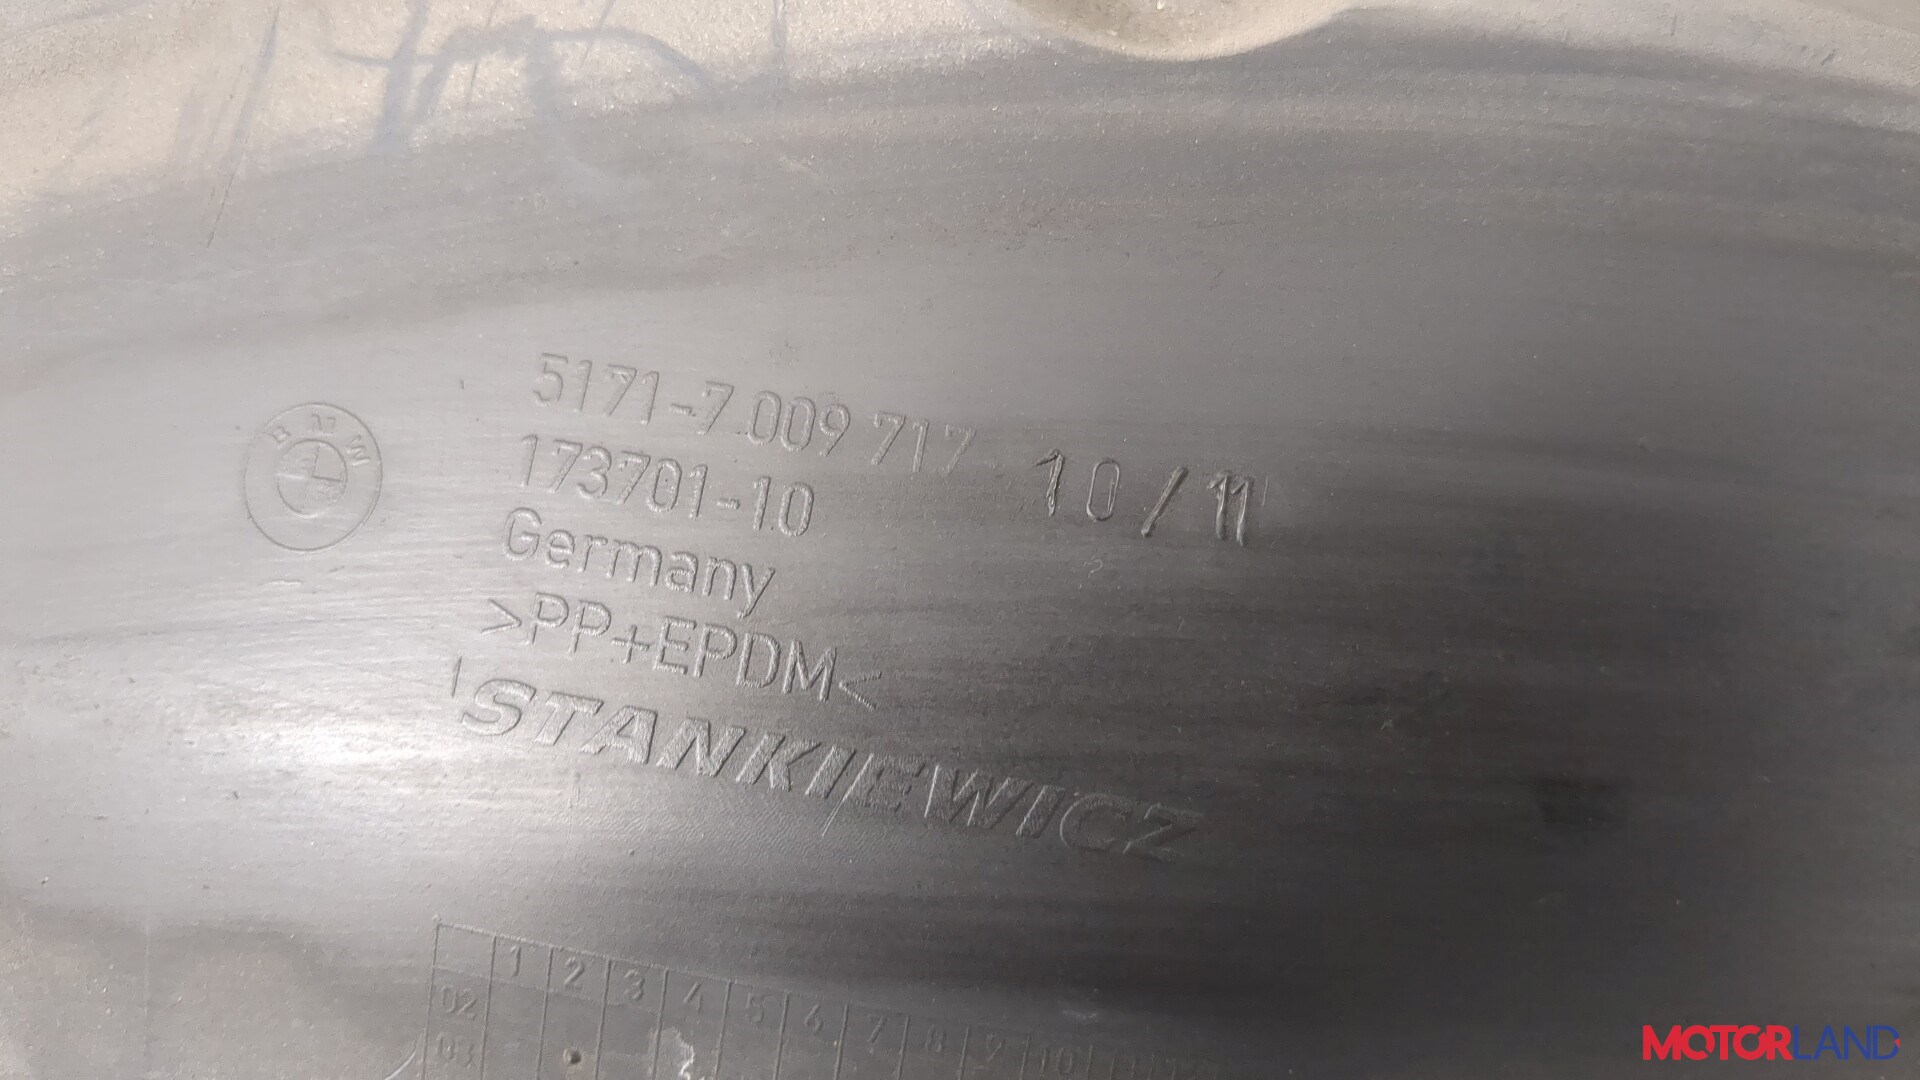 5171-7.009 717
173701-10 10/11
Germany
>PP+EPDM<
STANKIEWICZ
BMW
1 2 3 4 5 6 7 8 9 10
02
03
MOTORLAND